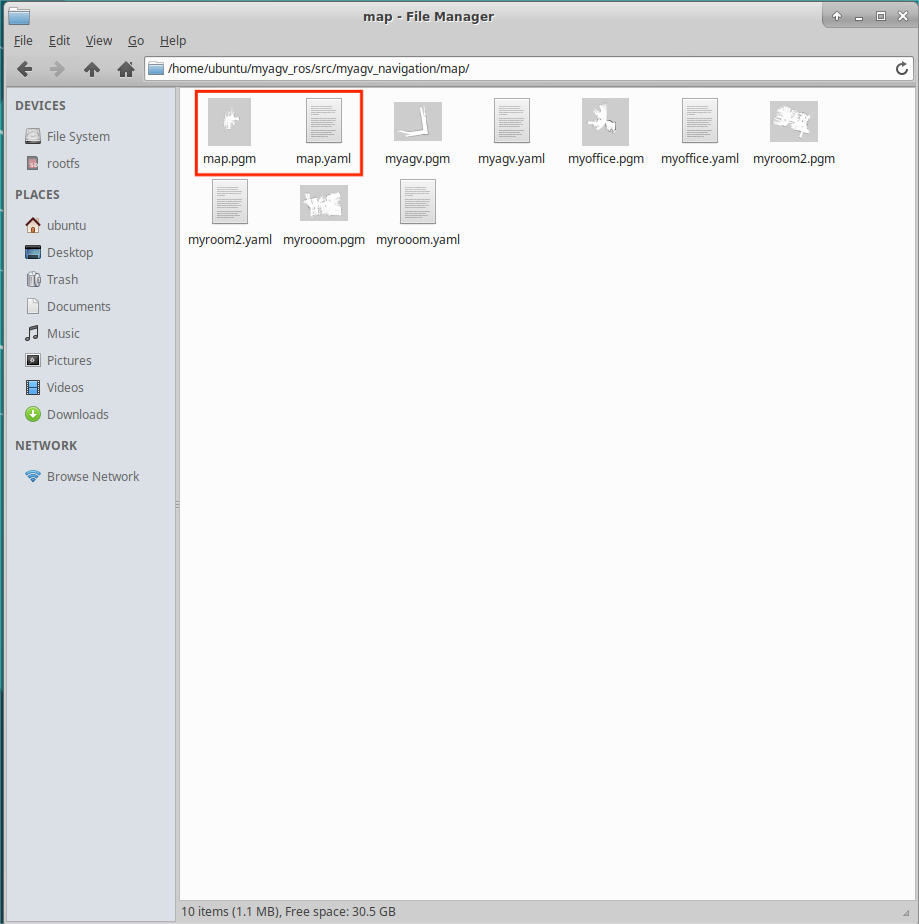 map - File Manager
File Edit View Go Help
/home/ubuntu/myagv_ros/src/myagv_navigation/map/
DEVICES
File System
rootfs
PLACES
ubuntu
Desktop
Trash
Documents
Music
Pictures
Videos
Downloads
NETWORK
Browse Network
map.pgm map.yaml myagv.pgm myagv.yaml myoffice.pgm myoffice.yaml myroom2.pgm
myroom2.yaml myrooom.pgm myrooom.yaml
10 items (1.1 MB), Free space: 30.5 GB